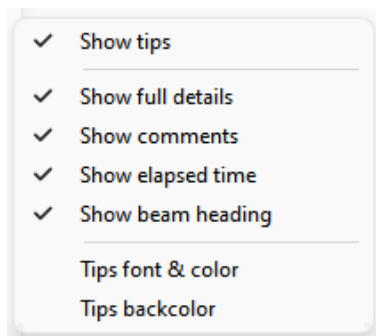 Show tips
Show full details
Show comments
Show elapsed time
Show beam heading
Tips font & color
Tips backcolor